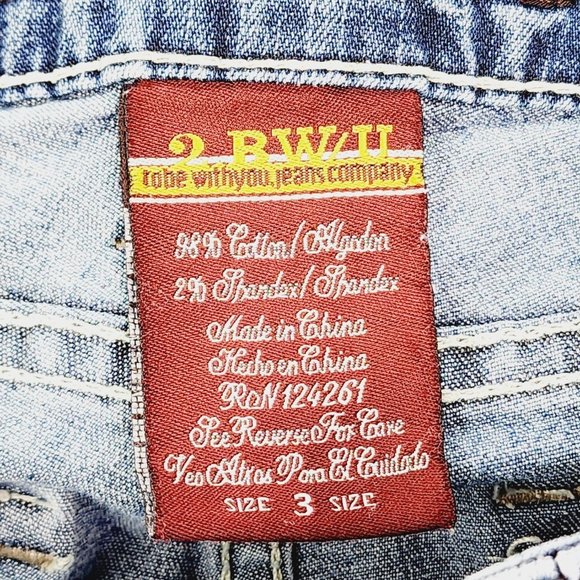 2 BW/U
tobe withyou.jeans company
98% Cotton/Algodon
2% Spandex/Spandex
Made in China
Hecho en China
RN 124261
See Reverse For Care
Veo Atras Para El Cuidado
SIZE 3 SIZE